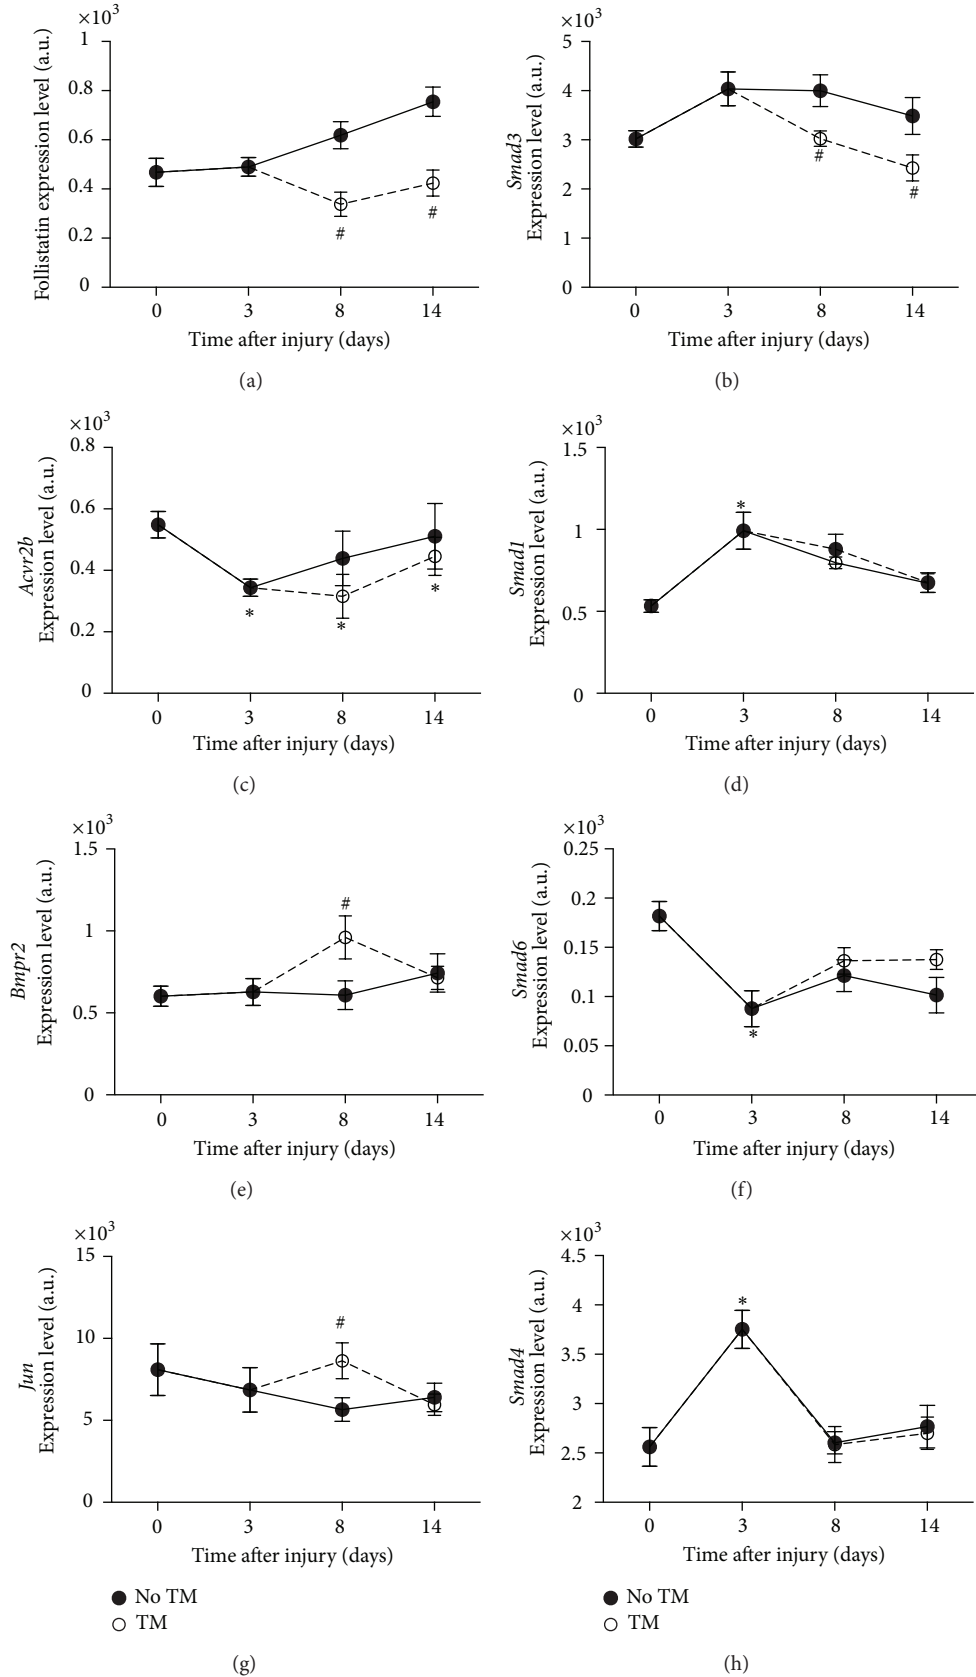 ×10³
1
0.8
0.6
0.4
0.2
0
Follistatin expression level (a.u.)
#
#
0 3 8 14
Time after injury (days)
(a)
×10³
5
4
3
2
1
0
Smad3
Expression level (a.u.)
#
#
0 3 8 14
Time after injury (days)
(b)
×10³
0.8
0.6
0.4
0.2
0
Acvr2b
Expression level (a.u.)
*
*
*
0 3 8 14
Time after injury (days)
(c)
×10³
1.5
1
0.5
0
Smad1
Expression level (a.u.)
*
0 3 8 14
Time after injury (days)
(d)
×10³
1.5
1
0.5
0
Bmpr2
Expression level (a.u.)
#
0 3 8 14
Time after injury (days)
(e)
×10³
0.25
0.2
0.15
0.1
0.05
0
Smad6
Expression level (a.u.)
*
0 3 8 14
Time after injury (days)
(f)
×10³
15
10
5
0
Jun
Expression level (a.u.)
#
0 3 8 14
Time after injury (days)
No TM
TM
(g)
×10³
4.5
4
3.5
3
2.5
2
Smad4
Expression level (a.u.)
*
0 3 8 14
Time after injury (days)
No TM
TM
(h)